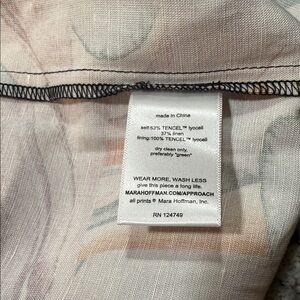 made in China
self:63% TENCEL™ lyocell
37% linen
lining:100% TENCEL™ lyocell
dry clean only,
preferably "green"
WEAR MORE, WASH LESS
give this piece a long life.
MARAHOFFMAN.COM/APPROACH
all prints © Mara Hoffman, Inc.
RN 124749